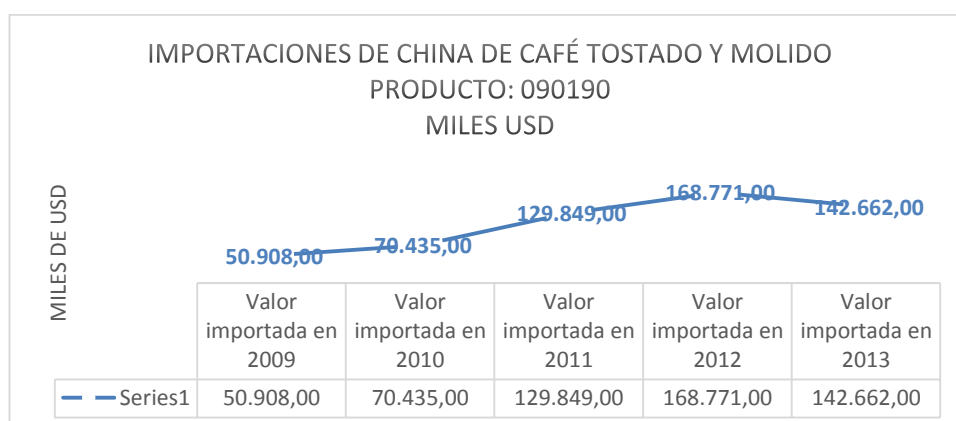 IMPORTACIONES DE CHINA DE CAFÉ TOSTADO Y MOLIDO
PRODUCTO: 090190
MILES USD
MILES DE USD
50.908,00
70.435,00
129.849,00
168.771,00
142.662,00
Valor importada en 2009
Valor importada en 2010
Valor importada en 2011
Valor importada en 2012
Valor importada en 2013
Series1 50.908,00 70.435,00 129.849,00 168.771,00 142.662,00